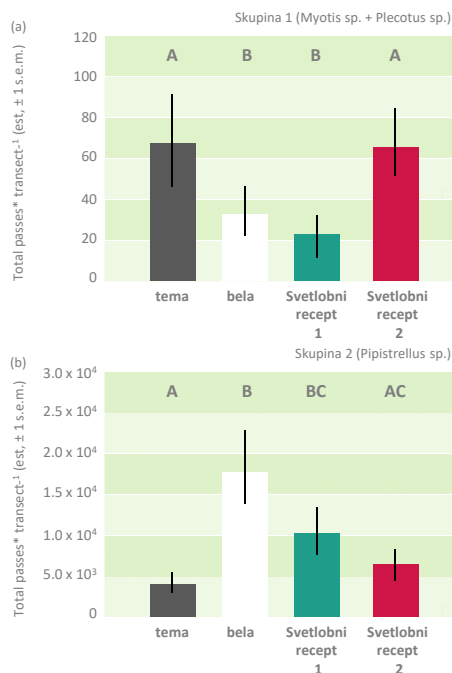 (a)
Skupina 1 (Myotis sp. + Plecotus sp.)
Total passes* transect-¹ (est, ± 1 s.e.m.)
120
100
80
60
40
20
0
A B B A
tema bela Svetlobni Svetlobni
recept recept
1 2
(b)
Skupina 2 (Pipistrellus sp.)
Total passes* transect-¹ (est, ± 1 s.e.m.)
3.0 x 10⁴
2.5 x 10⁴
2.0 x 10⁴
1.5 x 10⁴
1.0 x 10⁴
5.0 x 10³
0
A B BC AC
tema bela Svetlobni Svetlobni
recept recept
1 2